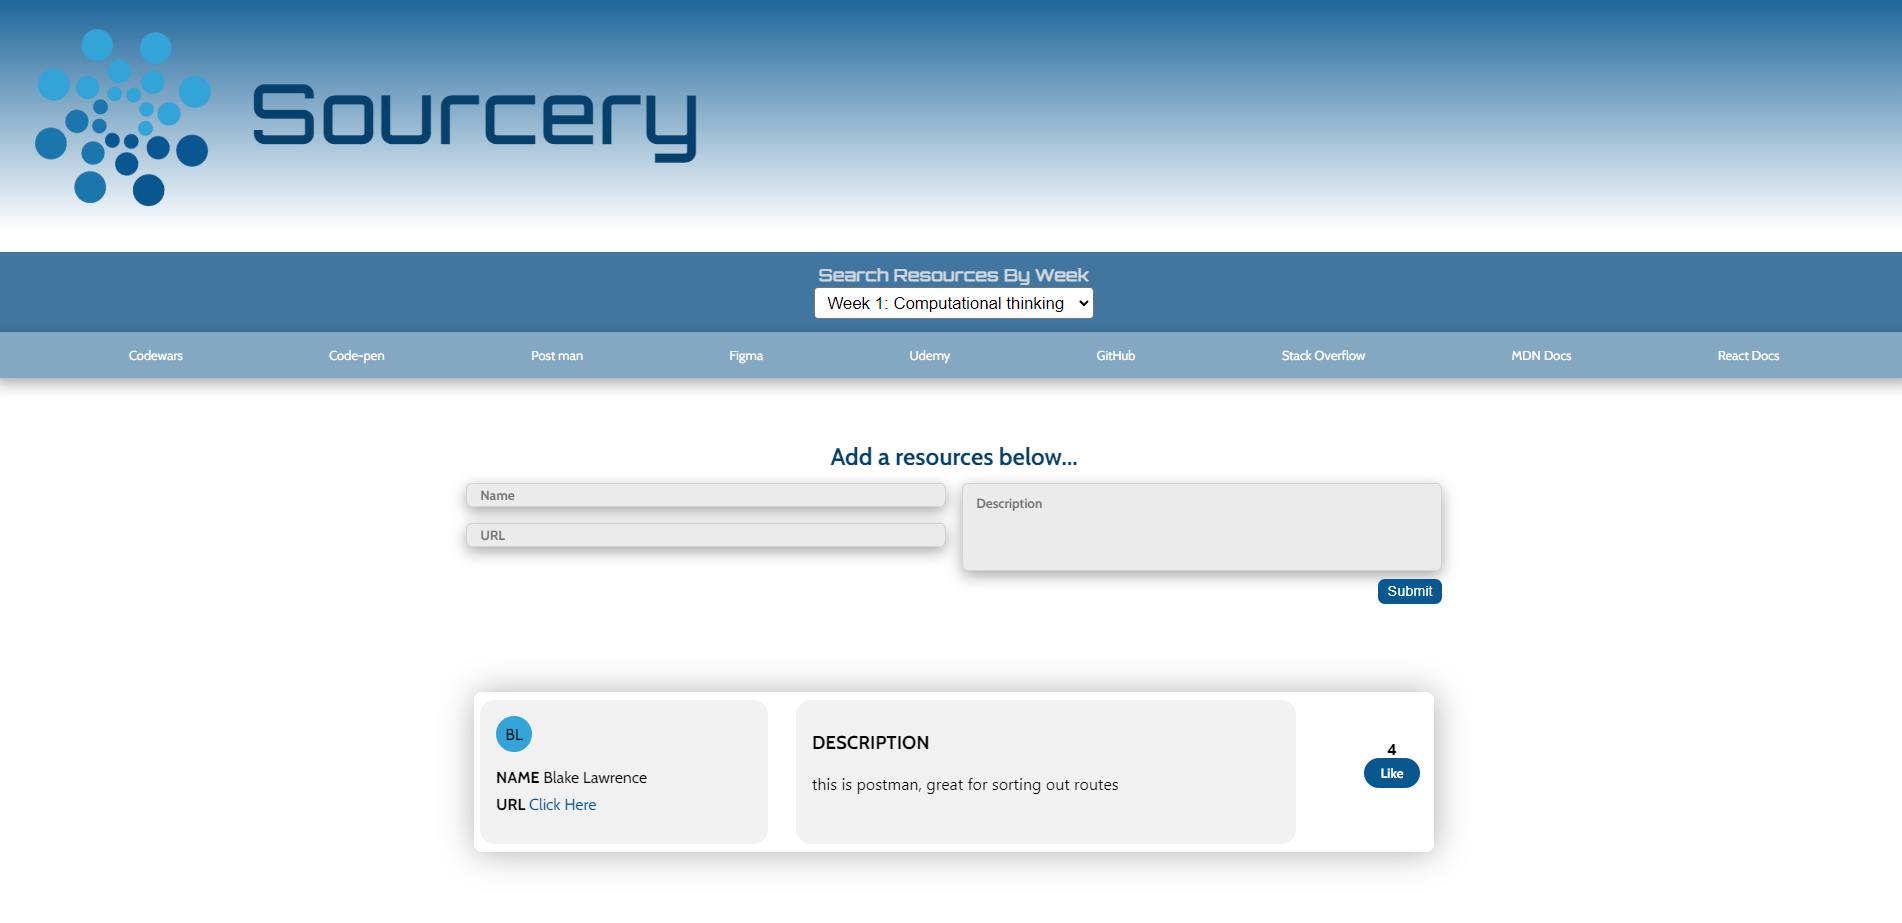 Sourcery
Search Resources By Week
Week 1: Computational thinking
Codewars Code-pen Post man Figma Udemy GitHub Stack Overflow MDN Docs React Docs
Add a resources below...
Name
URL
Description
Submit
BL
NAME Blake Lawrence
URL Click Here
DESCRIPTION
this is postman, great for sorting out routes
4
Like